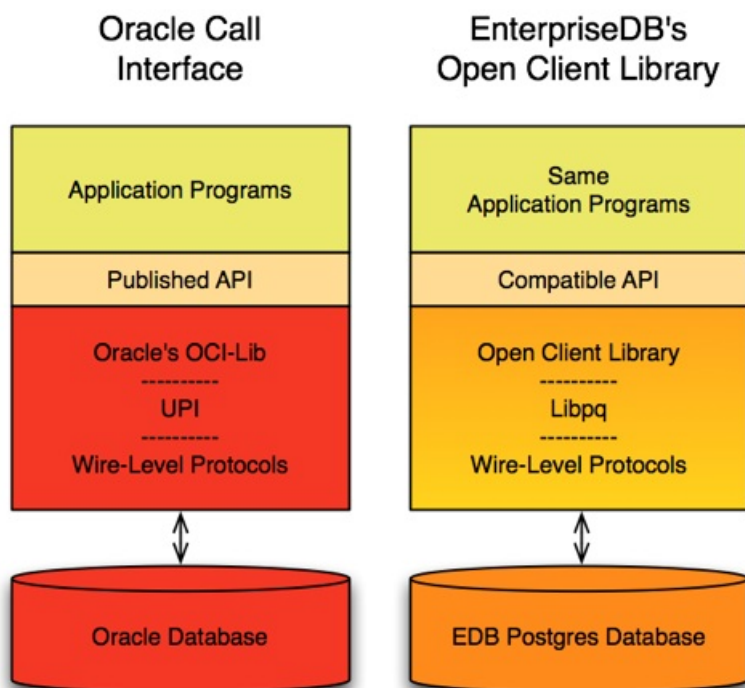 Oracle Call
Interface
Application Programs
Published API
Oracle's OCI-Lib
----------
UPI
----------
Wire-Level Protocols
Oracle Database
EnterpriseDB's
Open Client Library
Same
Application Programs
Compatible API
Open Client Library
----------
Libpq
----------
Wire-Level Protocols
EDB Postgres Database